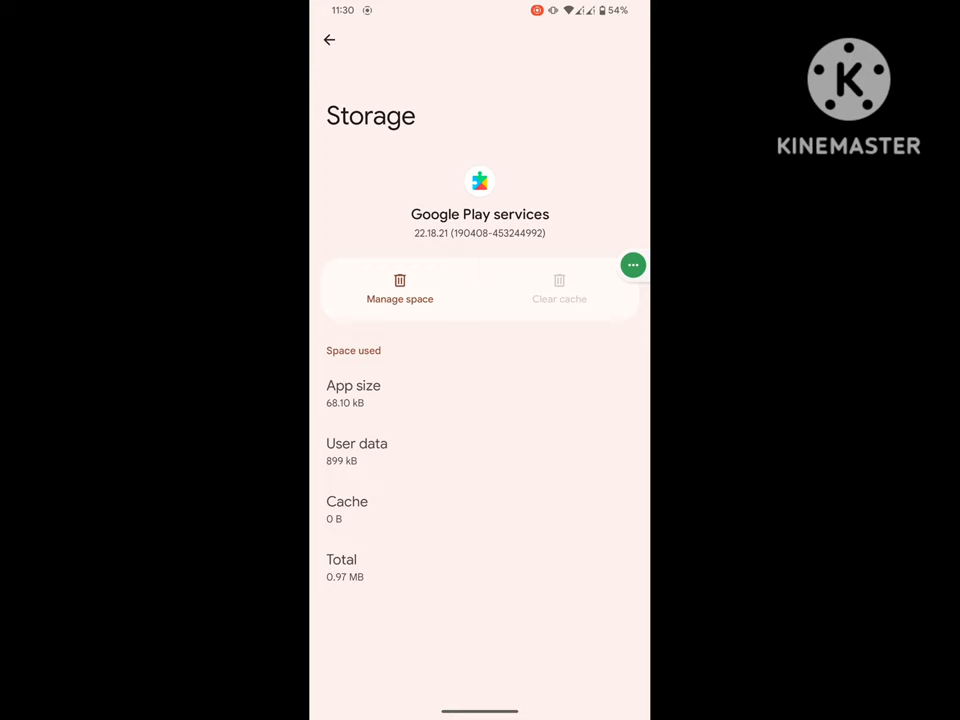 11:30
54%
Storage
Google Play services
22.18.21 (190408-453244992)
Manage space
Clear cache
Space used
App size
68.10 kB
User data
899 kB
Cache
0 B
Total
0.97 MB
K
KINEMASTER